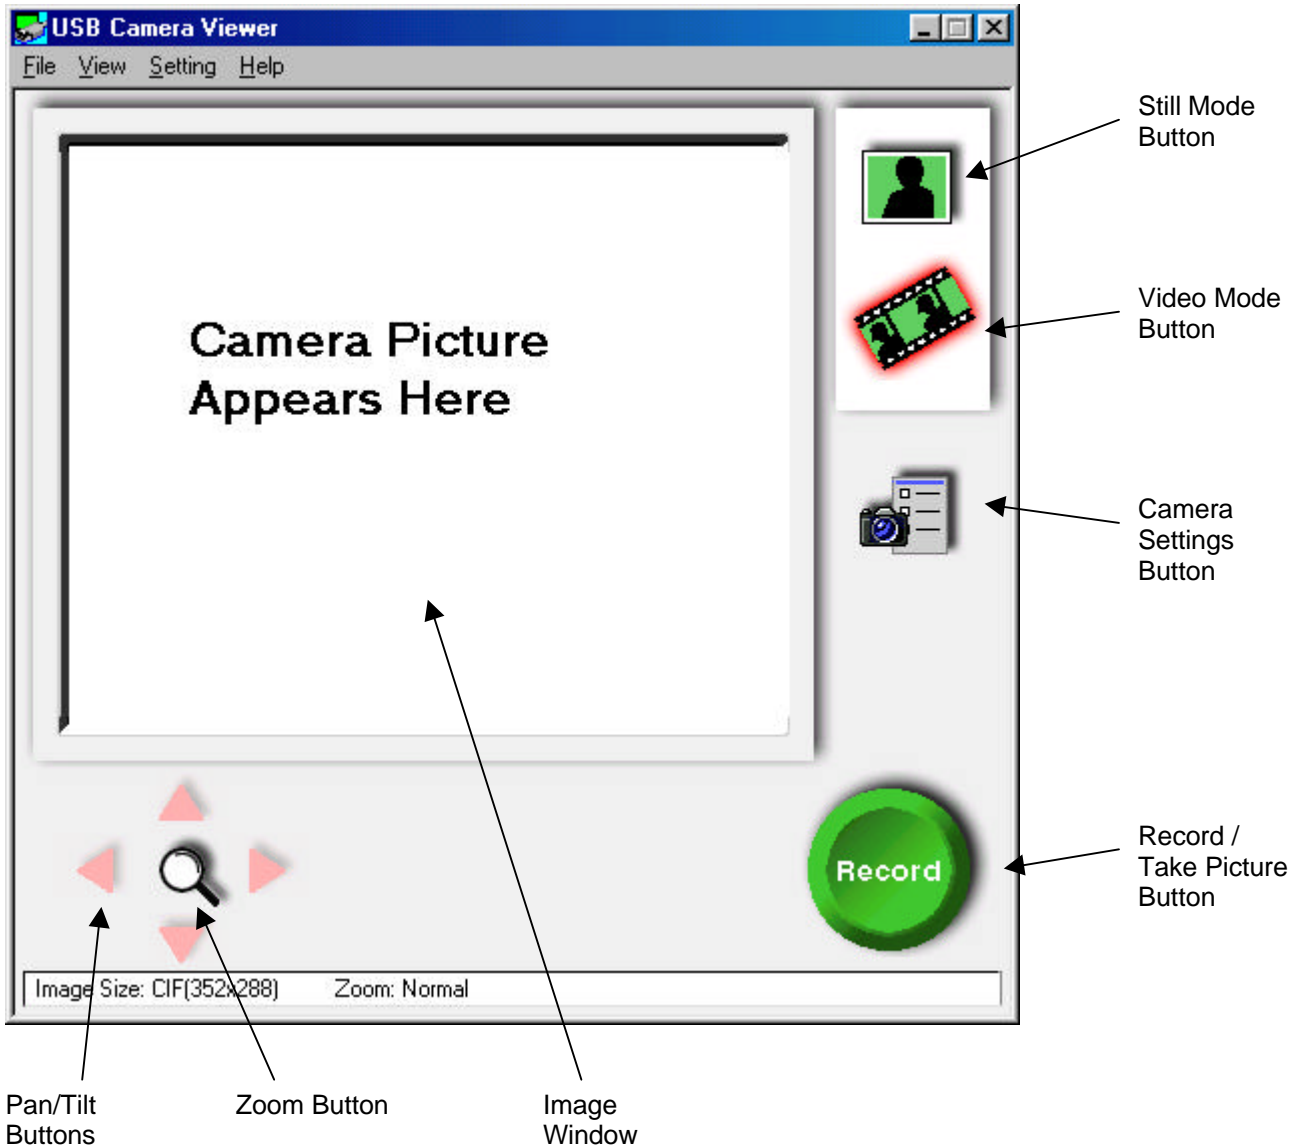 USB Camera Viewer
File View Setting Help
Camera Picture
Appears Here
Still Mode
Button
Video Mode
Button
Camera
Settings
Button
Record /
Take Picture
Button
Record
Image Size: CIF(352x288) Zoom: Normal
Pan/Tilt
Buttons
Zoom Button
Image
Window